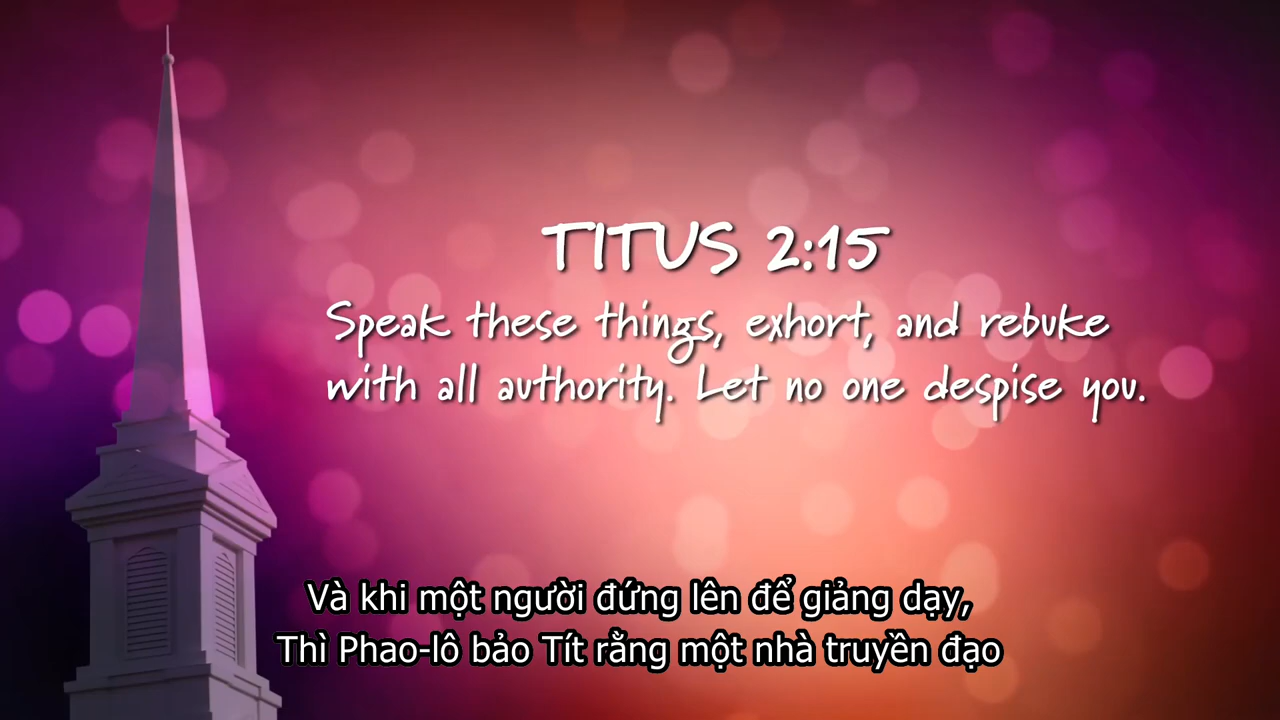 TITUS 2:15
Speak these things, exhort, and rebuke
with all authority. Let no one despise you.
Và khi một người đứng lên để giảng dạy,
Thì Phao-lô bảo Tít rằng một nhà truyền đạo